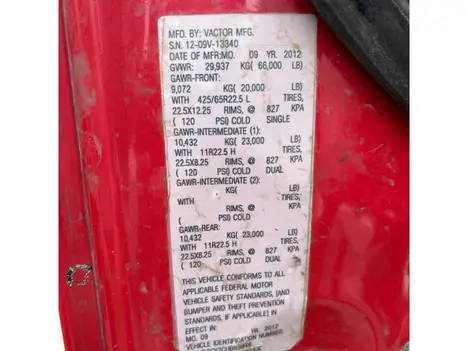 MFD. BY: VACTOR MFG.
S.N. 12-09V-13340
DATE OF MFR:MO. 09 YR. 2012
GVWR: 29,937 KG( 66,000 LB)
GAWR-FRONT:
9,072 KG( 20,000 LB)
WITH 425/65R22.5 L TIRES,
22.5X12.25 RIMS, @ 827 KPA
( 120 PSI) COLD SINGLE
GAWR-INTERMEDIATE (1):
10,432 KG( 23,000 LB)
WITH 11R22.5 H TIRES,
22.5X8.25 RIMS, @ 827 KPA
( 120 PSI) COLD DUAL
GAWR-INTERMEDIATE (2):
KG( LB)
WITH TIRES,
RIMS, @ KPA
( PSI) COLD
GAWR-REAR:
10,432 KG( 23,000 LB)
WITH 11R22.5 H TIRES,
22.5X8.25 RIMS, @ 827 KPA
( 120 PSI) COLD DUAL
THIS VEHICLE CONFORMS TO ALL
APPLICABLE FEDERAL MOTOR
VEHICLE SAFETY STANDARDS, [AND
BUMPER AND THEFT PREVENTION
STANDARDS, IF APPLICABLE] IN
EFFECT IN:
MO. 09 YR. 2012
VEHICLE IDENTIFICATION NUMBER: